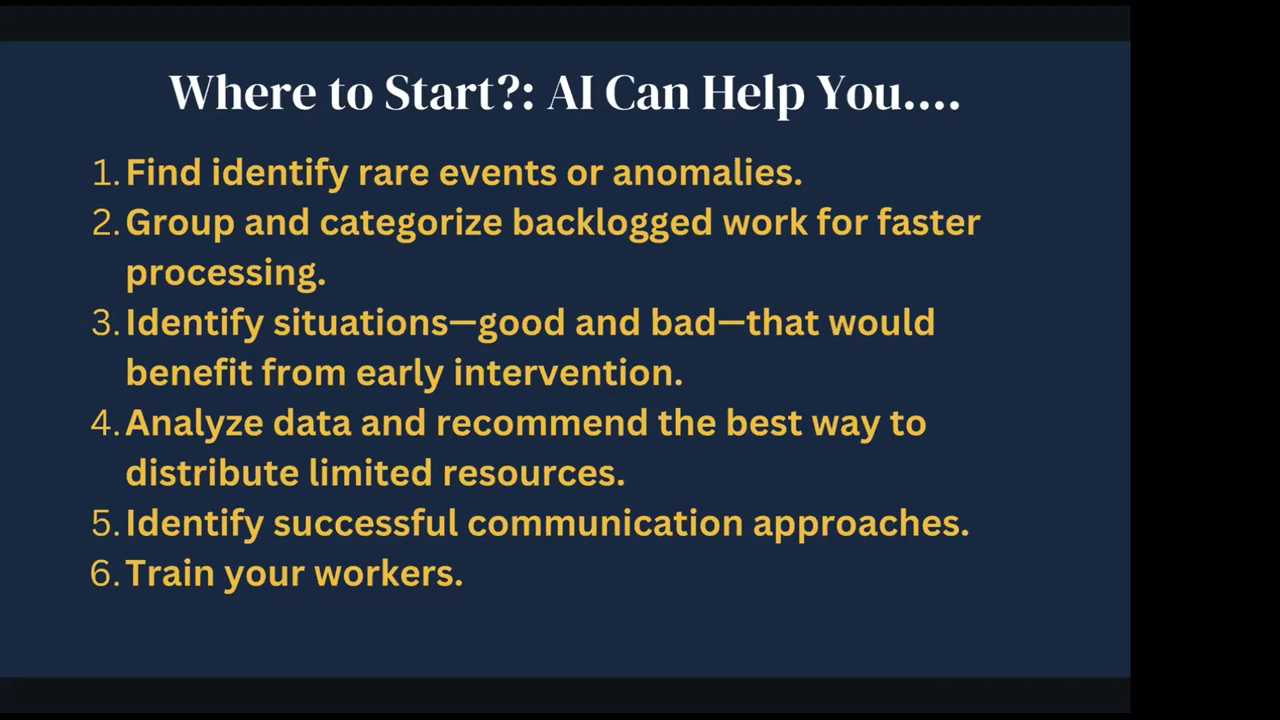 Where to Start?: AI Can Help You....
1. Find identify rare events or anomalies.
2. Group and categorize backlogged work for faster
processing.
3. Identify situations—good and bad—that would
benefit from early intervention.
4. Analyze data and recommend the best way to
distribute limited resources.
5. Identify successful communication approaches.
6. Train your workers.